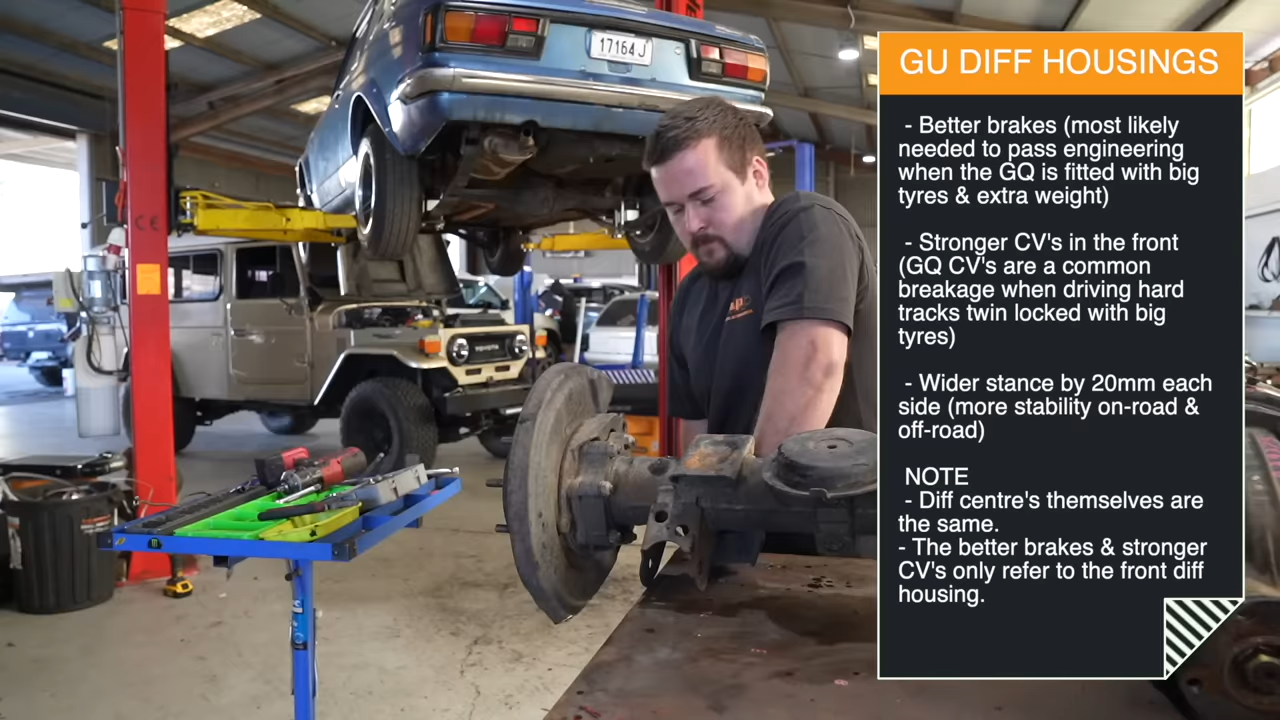 17164J
TOYOTA
GU DIFF HOUSINGS
- Better brakes (most likely
needed to pass engineering
when the GQ is fitted with big
tyres & extra weight)
- Stronger CV's in the front
(GQ CV's are a common
breakage when driving hard
tracks twin locked with big
tyres)
- Wider stance by 20mm each
side (more stability on-road &
off-road)
NOTE
- Diff centre's themselves are
the same.
- The better brakes & stronger
CV's only refer to the front diff
housing.